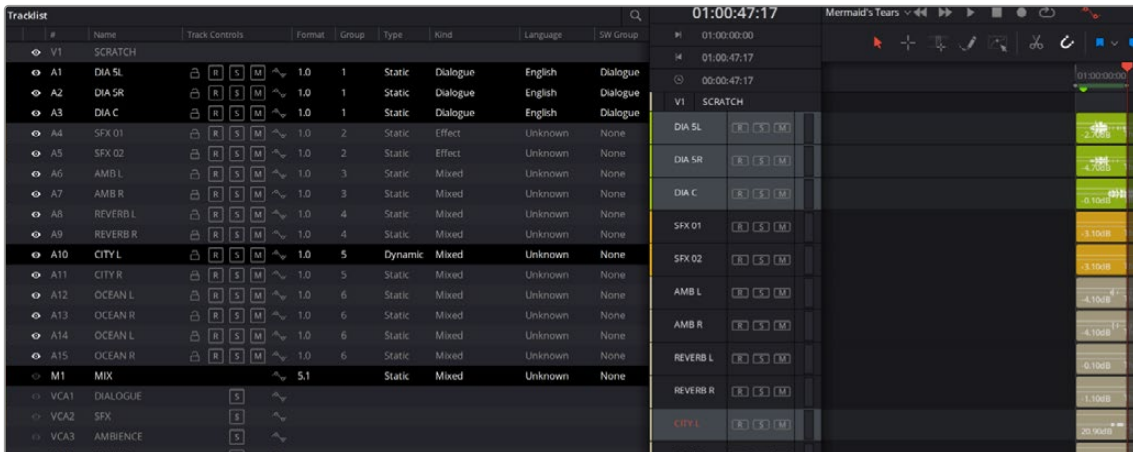 Tracklist
# Name Track Controls Format Group Type Kind Language SW Group
V1 SCRATCH
A1 DIA 5L R S M 1.0 1 Static Dialogue English Dialogue
A2 DIA 5R R S M 1.0 1 Static Dialogue English Dialogue
A3 DIA C R S M 1.0 1 Static Dialogue English Dialogue
A4 SFX 01 R S M 1.0 2 Static Effect Unknown None
A5 SFX 02 R S M 1.0 2 Static Effect Unknown None
A6 AMB L R S M 1.0 3 Static Mixed Unknown None
A7 AMB R R S M 1.0 3 Static Mixed Unknown None
A8 REVERB L R S M 1.0 4 Static Mixed Unknown None
A9 REVERB R R S M 1.0 4 Static Mixed Unknown None
A10 CITY L R S M 1.0 5 Dynamic Mixed Unknown None
A11 CITY R R S M 1.0 5 Static Mixed Unknown None
A12 OCEAN L R S M 1.0 6 Static Mixed Unknown None
A13 OCEAN R R S M 1.0 6 Static Mixed Unknown None
A14 OCEAN L R S M 1.0 6 Static Mixed Unknown None
A15 OCEAN R R S M 1.0 6 Static Mixed Unknown None
M1 MIX 5.1 Static Mixed Unknown None
VCA1 DIALOGUE S
VCA2 SFX S
VCA3 AMBIENCE S
01:00:47:17 Mermaid's Tears
01:00:00:00
01:00:47:17
00:00:47:17
01:00:00:00
V1 SCRATCH
DIA 5L R S M
-2.70dB
DIA 5R R S M
-4.70dB
DIA C R S M
-0.10dB
SFX 01 R S M
-3.10dB
SFX 02 R S M
-3.10dB
AMB L R S M
-4.10dB
AMB R R S M
-4.10dB
REVERB L R S M
-0.10dB
REVERB R R S M
-1.10dB
CITY L R S M
20.90dB